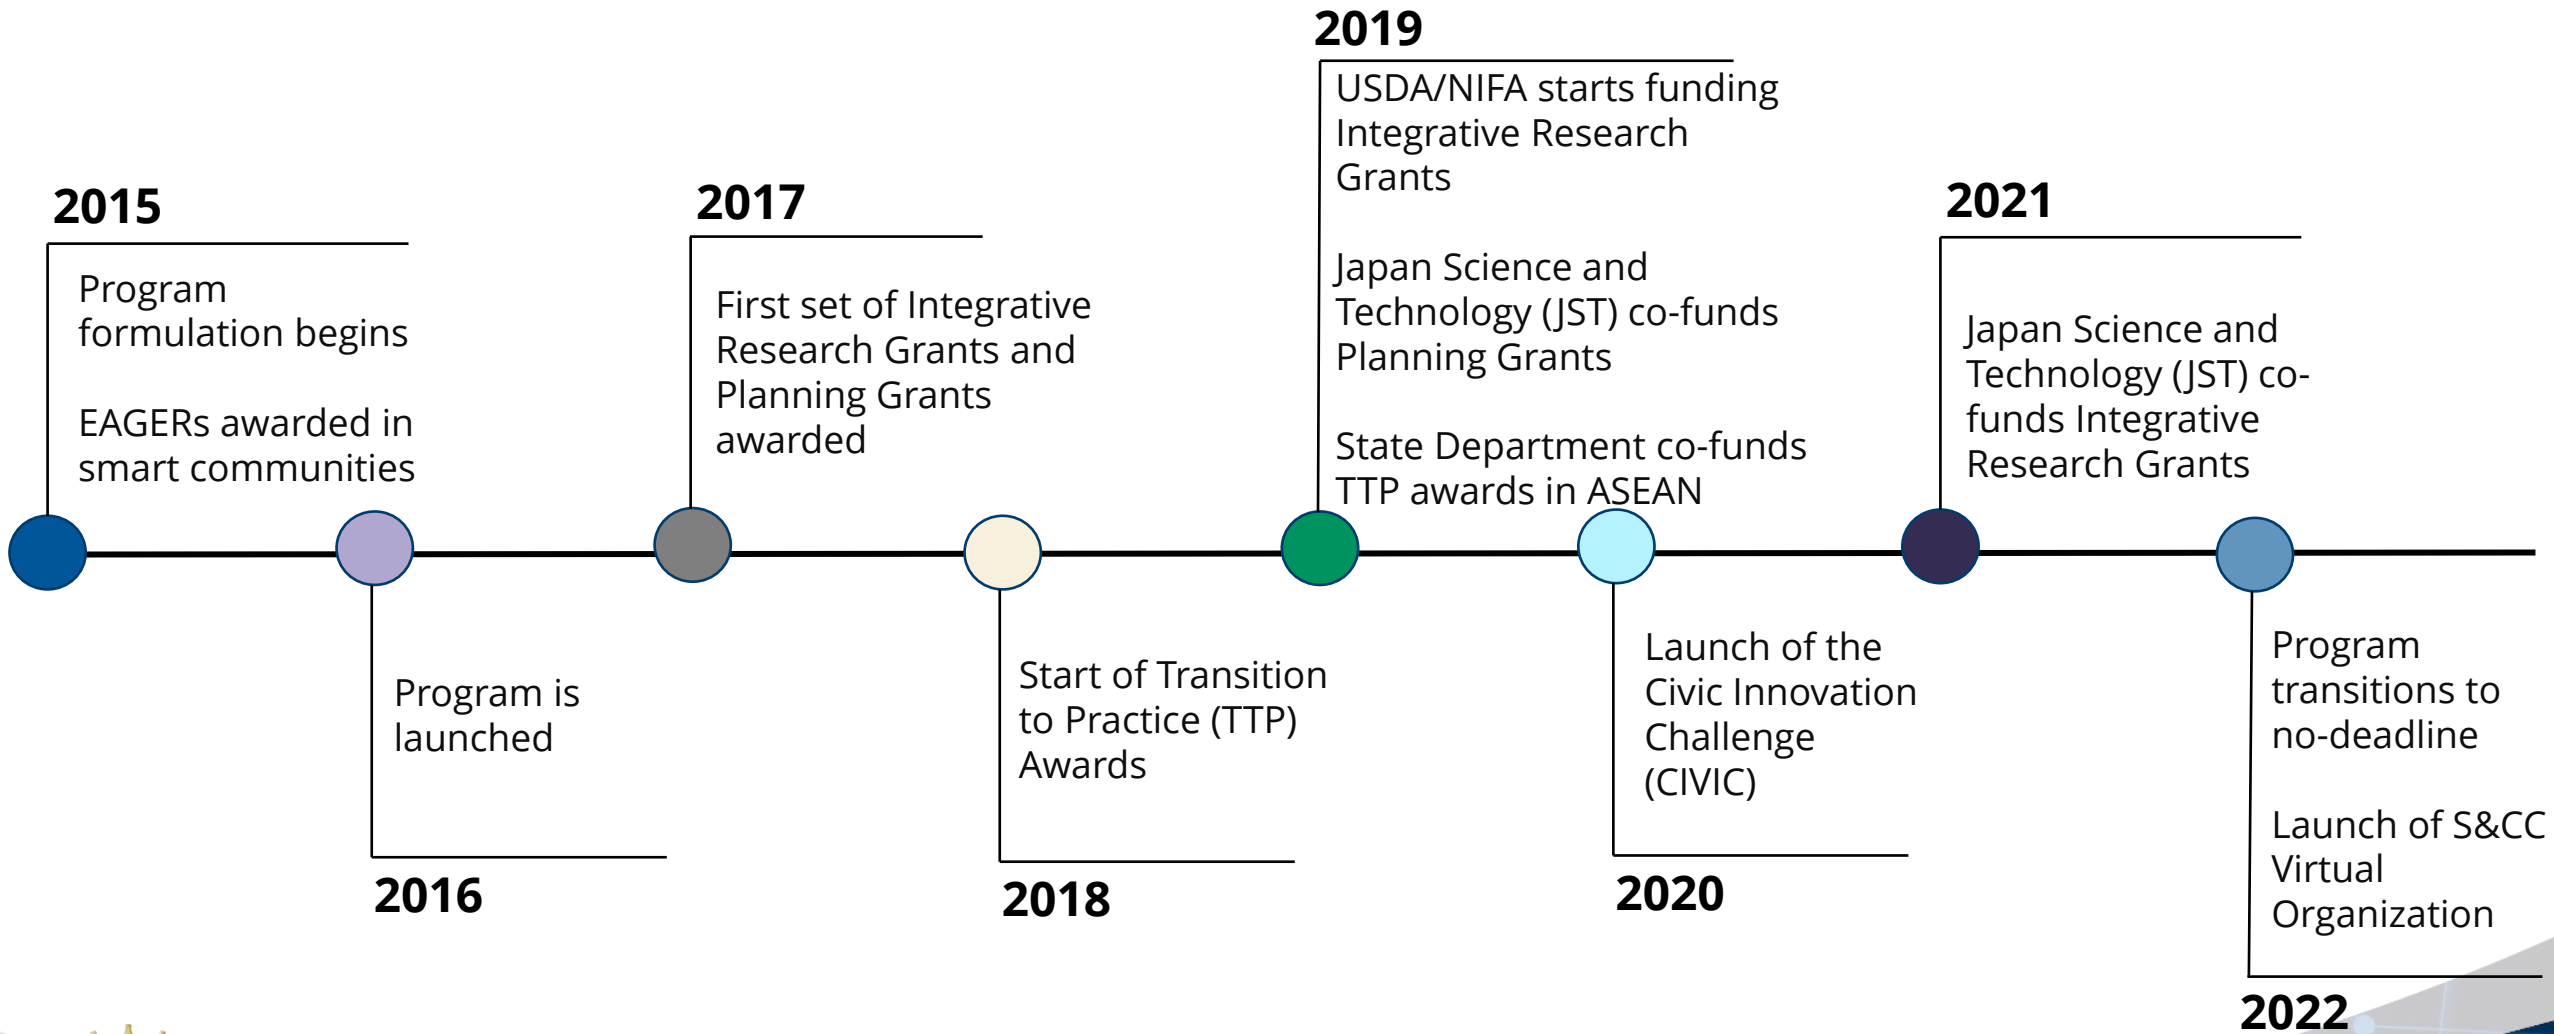 2015
Program
formulation begins
EAGERs awarded in
smart communities
2016
Program is
launched
2017
First set of Integrative
Research Grants and
Planning Grants
awarded
2018
Start of Transition
to Practice (TTP)
Awards
2019
USDA/NIFA starts funding
Integrative Research
Grants
Japan Science and
Technology (JST) co-funds
Planning Grants
State Department co-funds
TTP awards in ASEAN
2020
Launch of the
Civic Innovation
Challenge
(CIVIC)
2021
Japan Science and
Technology (JST) co-
funds Integrative
Research Grants
2022
Program
transitions to
no-deadline
Launch of S&CC
Virtual
Organization